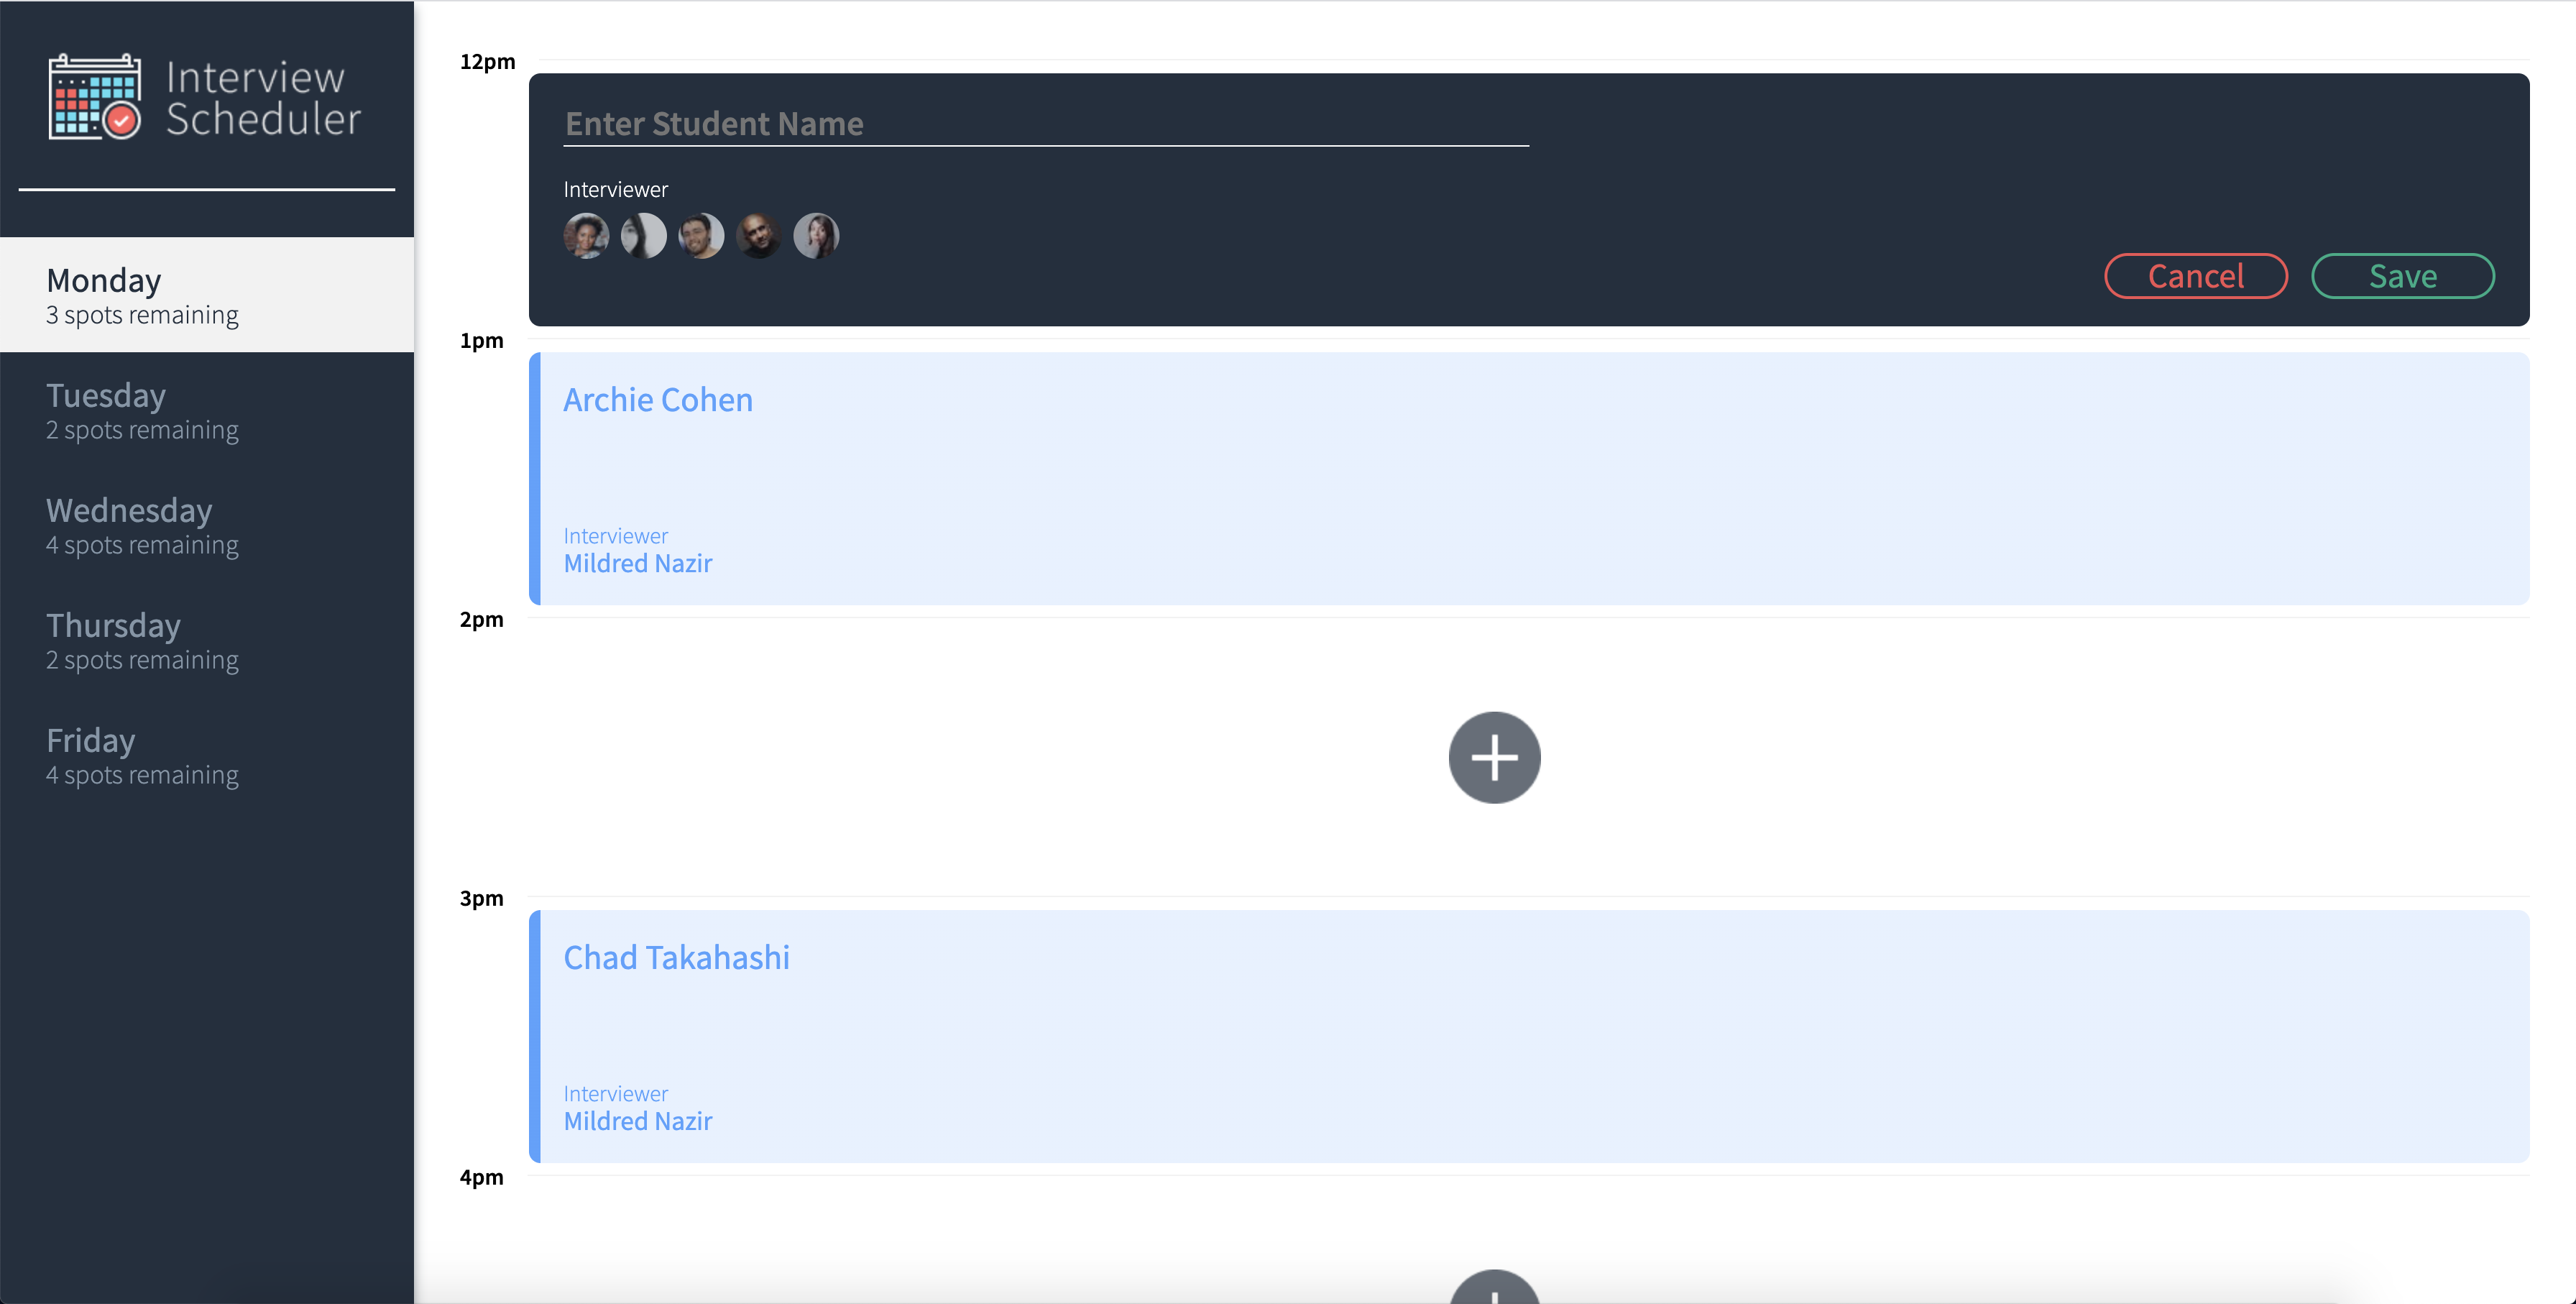 Interview
Scheduler
Monday
3 spots remaining
Tuesday
2 spots remaining
Wednesday
4 spots remaining
Thursday
2 spots remaining
Friday
4 spots remaining
12pm
Enter Student Name
Interviewer
Cancel
Save
1pm
Archie Cohen
Interviewer
Mildred Nazir
2pm
3pm
Chad Takahashi
Interviewer
Mildred Nazir
4pm